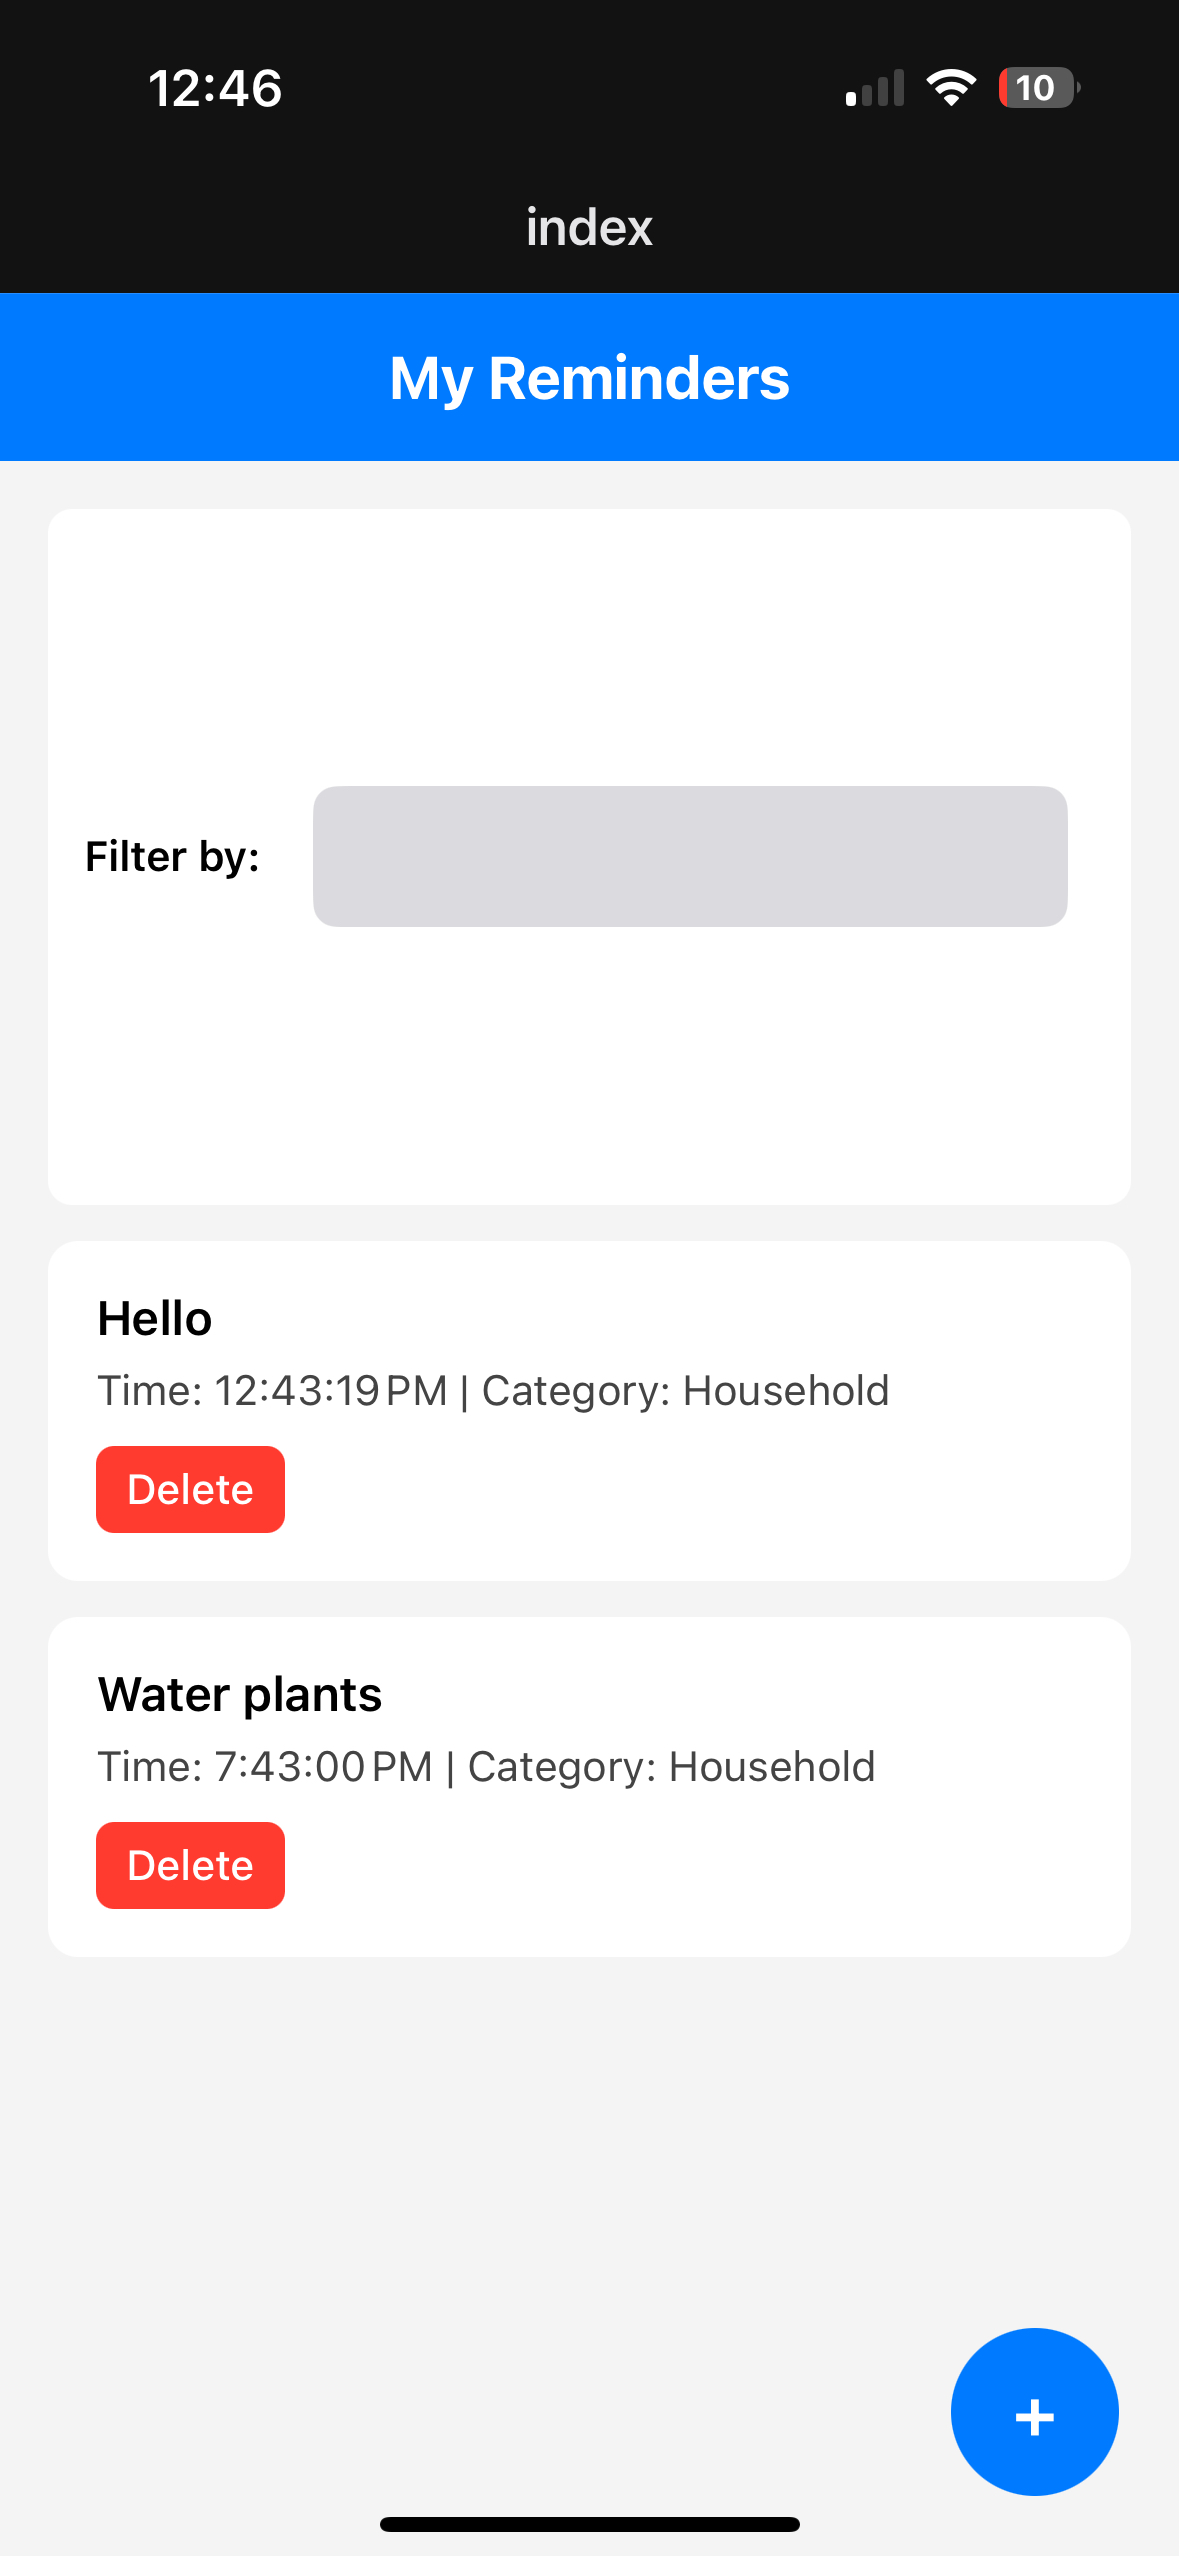 12:46
10
index
My Reminders
Filter by:
Hello
Time: 12:43:19 PM | Category: Household
Delete
Water plants
Time: 7:43:00 PM | Category: Household
Delete
+